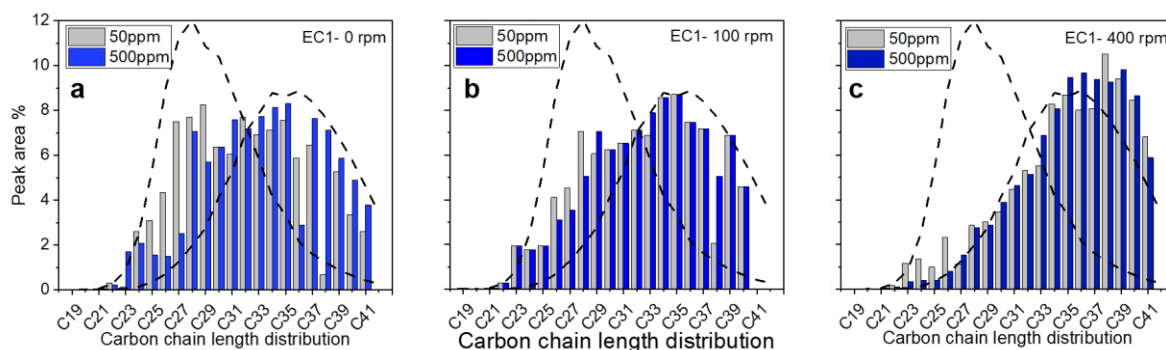 12
10
8
6
4
2
0
Peak area %
50ppm
500ppm
EC1- 0 rpm
a
C19
C21
C23
C25
C27
C29
C31
C33
C35
C37
C39
C41
Carbon chain length distribution
50ppm
500ppm
EC1- 100 rpm
b
C19
C21
C23
C25
C27
C29
C31
C33
C35
C37
C39
C41
Carbon chain length distribution
50ppm
500ppm
EC1- 400 rpm
c
C19
C21
C23
C25
C27
C29
C31
C33
C35
C37
C39
C41
Carbon chain length distribution